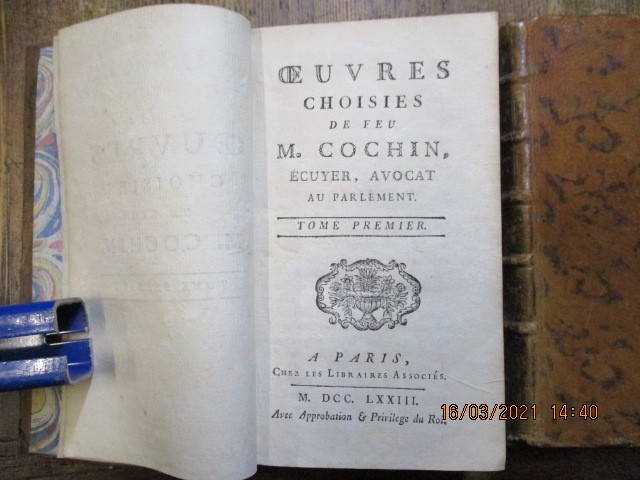 ŒUVRES
CHOISIES
DE FEU
M. COCHIN,
ÉCUYER, AVOCAT
AU PARLEMENT.
TOME PREMIER.
A PARIS,
CHEZ LES LIBRAIRES ASSOCIÉS.
M. DCC. LXXIII.
Avec Approbation & Privilege du Roi.
16/03/2021 14:40